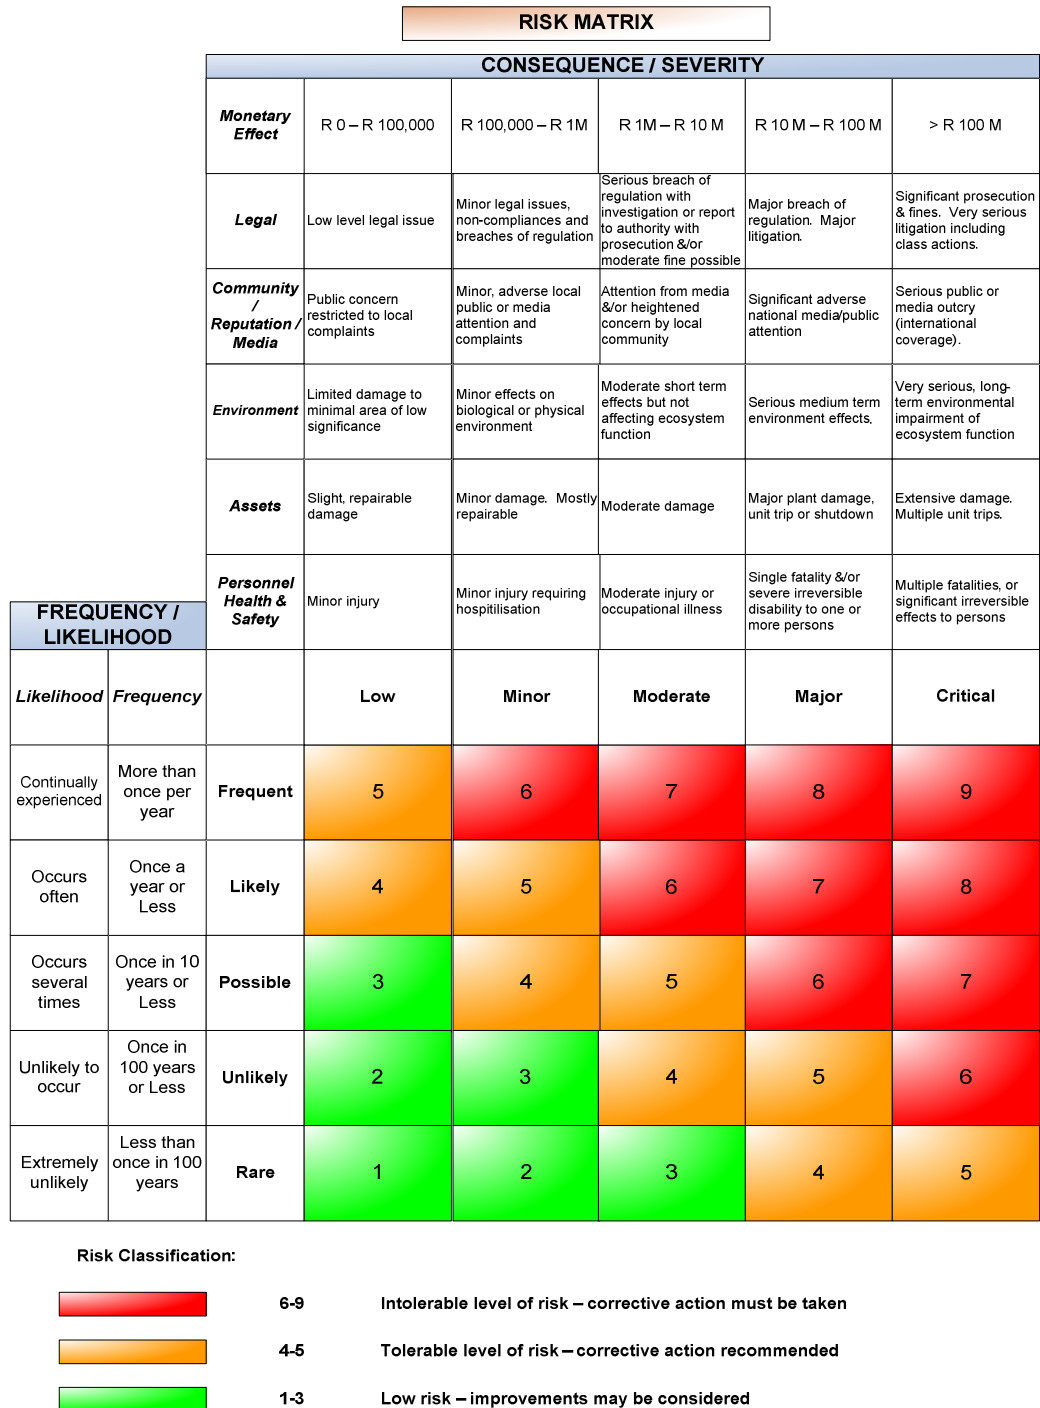 RISK MATRIX
CONSEQUENCE / SEVERITY
Monetary
Effect
R 0 – R 100,000
R 100,000 – R 1M
R 1M – R 10 M
R 10 M – R 100 M
> R 100 M
Legal
Low level legal issue
Minor legal issues,
non-compliances and
breaches of regulation
Serious breach of
regulation with
investigation or report
to authority with
prosecution &/or
moderate fine possible
Major breach of
regulation. Major
litigation.
Significant prosecution
& fines. Very serious
litigation including
class actions.
Community
/
Reputation /
Media
Public concern
restricted to local
complaints
Minor, adverse local
public or media
attention and
complaints
Attention from media
&/or heightened
concern by local
community
Significant adverse
national media/public
attention
Serious public or
media outcry
(international
coverage).
Environment
Limited damage to
minimal area of low
significance
Minor effects on
biological or physical
environment
Moderate short term
effects but not
affecting ecosystem
function
Serious medium term
environment effects.
Very serious, long-
term environmental
impairment of
ecosystem function
Assets
Slight, repairable
damage
Minor damage. Mostly
repairable
Moderate damage
Major plant damage,
unit trip or shutdown
Extensive damage.
Multiple unit trips.
Personnel
Health &
Safety
Minor injury
Minor injury requiring
hospitilisation
Moderate injury or
occupational illness
Single fatality &/or
severe irreversible
disability to one or
more persons
Multiple fatalities, or
significant irreversible
effects to persons
FREQUENCY /
LIKELIHOOD
Likelihood
Frequency
Low
Minor
Moderate
Major
Critical
Continually
experienced
More than
once per
year
Frequent
5
6
7
8
9
Occurs
often
Once a
year or
Less
Likely
4
5
6
7
8
Occurs
several
times
Once in 10
years or
Less
Possible
3
4
5
6
7
Unlikely to
occur
Once in
100 years
or Less
Unlikely
2
3
4
5
6
Extremely
unlikely
Less than
once in 100
years
Rare
1
2
3
4
5
Risk Classification:
6-9 Intolerable level of risk – corrective action must be taken
4-5 Tolerable level of risk – corrective action recommended
1-3 Low risk – improvements may be considered